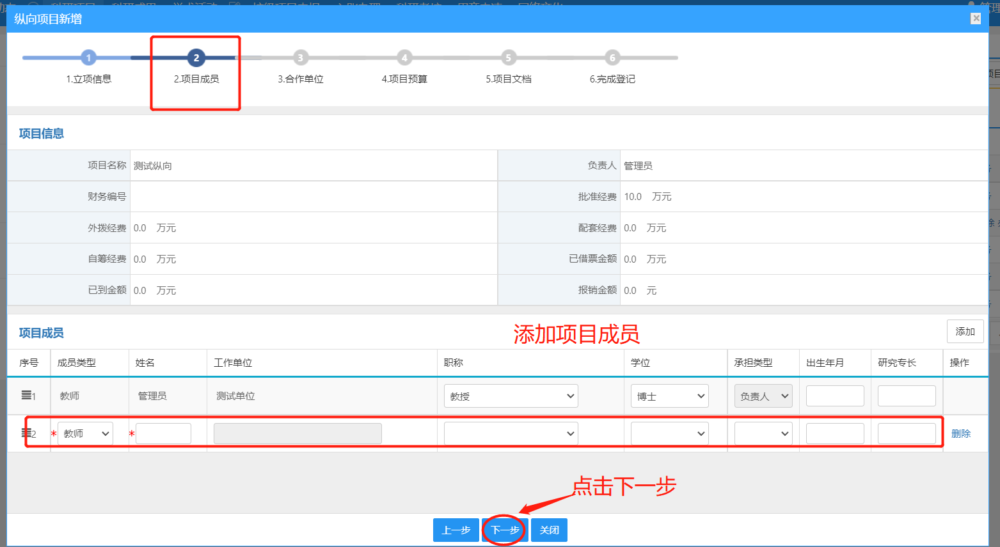 纵向项目新增
1 2 3 4 5 6
1.立项信息 2.项目成员 3.合作单位 4.项目预算 5.项目文档 6.完成登记
项目信息
项目名称 测试纵向 负责人 管理员
财务编号 批准经费 10.0 万元
外拨经费 0.0 万元 配套经费 0.0 万元
自筹经费 0.0 万元 已借票金额 0.0 万元
已到金额 0.0 万元 报销金额 0.0 元
项目成员 添加项目成员 添加
序号 成员类型 姓名 工作单位 职称 学位 承担类型 出生年月 研究专长 操作
1 教师 管理员 测试单位 教授 博士 负责人
2 * 教师 * 删除
点击下一步
上一步 下一步 关闭